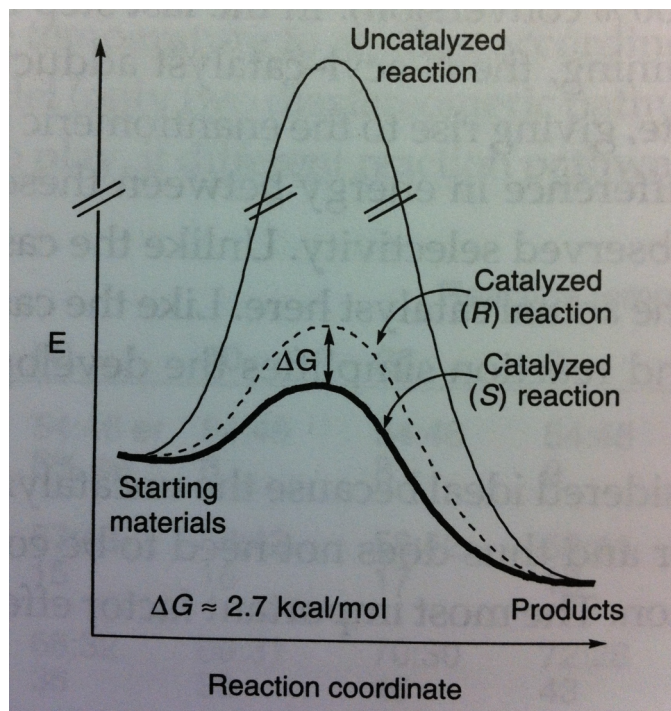 Uncatalyzed
reaction
Catalyzed
(R) reaction
E
ΔG
Catalyzed
(S) reaction
Starting
materials
ΔG ≈ 2.7 kcal/mol
Products
Reaction coordinate